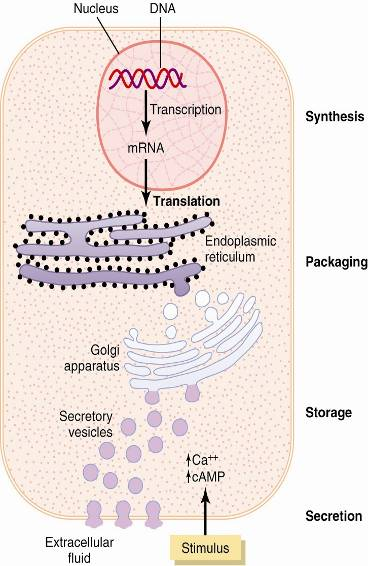 Nucleus
DNA
Transcription
Synthesis
mRNA
Translation
Endoplasmic
reticulum
Packaging
Golgi
apparatus
Storage
Secretory
vesicles
↑Ca++
↑cAMP
Secretion
Extracellular
fluid
Stimulus